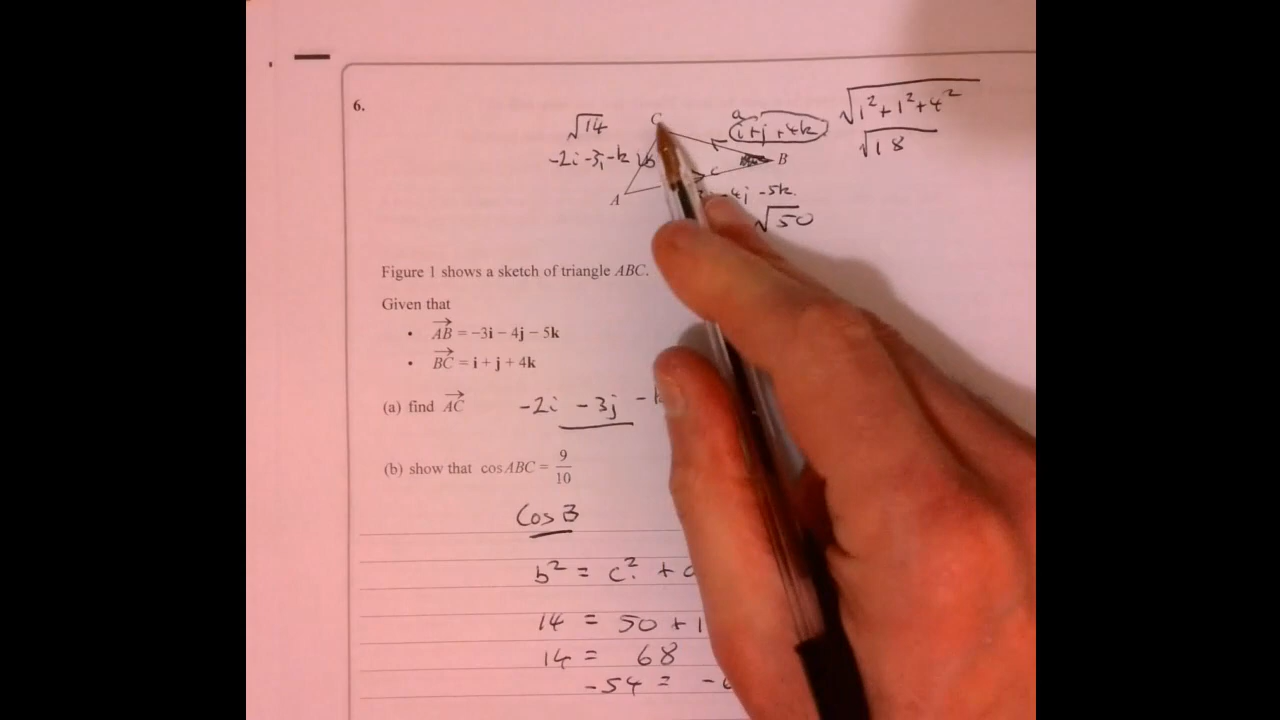 6.
√14
C
a
i+j+4k
√1²+1²+4²
√18
-2i-3j-k
b
c
B
A
-4j -5k
√50
Figure 1 shows a sketch of triangle ABC.
Given that
• AB = −3i − 4j − 5k
• BC = i + j + 4k
(a) find AC
-2i -3j -k
(b) show that cos ABC = 9/10
Cos B
b² = c² +
14 = 50 + 1
14 = 68
-54 = -